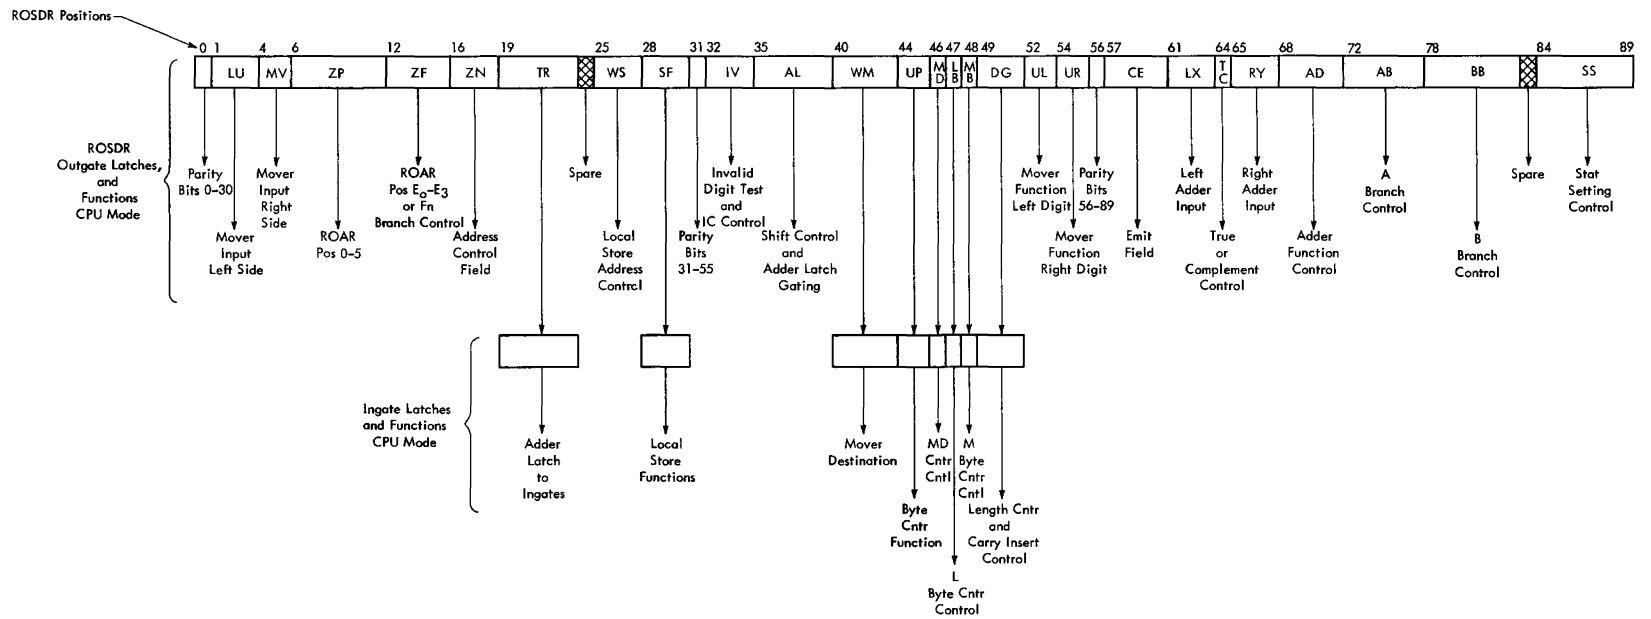 ROSDR Positions
0 1 4 6 12 16 19 25 28 31 32 35 40 44 46 47 48 49 52 54 56 57 61 64 65 68 72 78 84 89
LU MV ZP ZF ZN TR WS SF IV AL WM UP MD LB MB DG UL UR CE LX TC RY AD AB BB SS
ROSDR
Outgate Latches,
and
Functions
CPU Mode
Parity
Bits 0–30
Mover
Input
Left Side
Mover
Input
Right
Side
ROAR
Pos 0–5
ROAR
Pos E0–E3
or Fn
Branch Control
Address
Control
Field
Spare
Local
Store
Address
Control
Parity
Bits
31–55
Invalid
Digit Test
and
IC Control
Shift Control
and
Adder Latch
Gating
Mover
Function
Left Digit
Mover
Function
Right Digit
Parity
Bits
56–89
Emit
Field
Left
Adder
Input
True
or
Complement
Control
Right
Adder
Input
Adder
Function
Control
A
Branch
Control
B
Branch
Control
Spare
Stat
Setting
Control
Ingate Latches
and Functions
CPU Mode
Adder
Latch
to
Ingates
Local
Store
Functions
Mover
Destination
Byte
Cntr
Function
MD
Cntr
Cntl
L
Byte Cntr
Control
M
Byte
Cntr
Cntl
Length Cntr
and
Carry Insert
Control